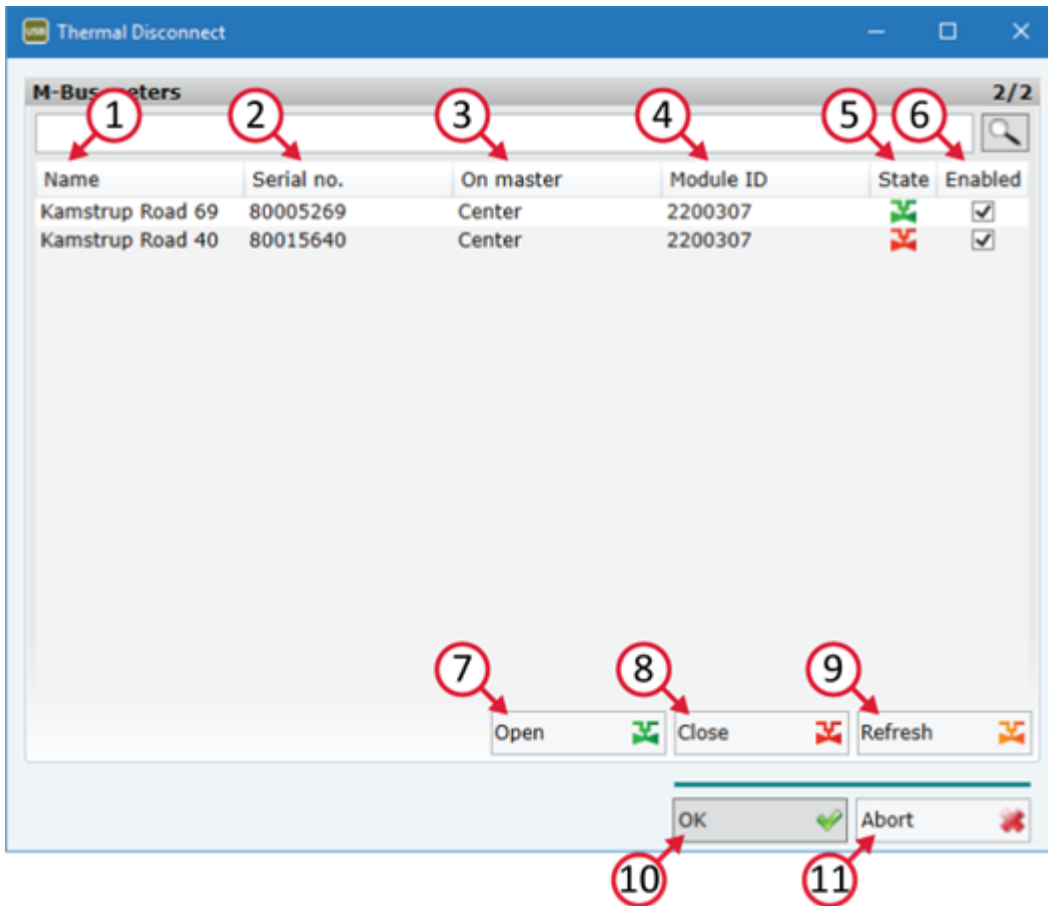 USB Thermal Disconnect
M-Bus meters 2/2
1 2 3 4 5 6
Name Serial no. On master Module ID State Enabled
Kamstrup Road 69 80005269 Center 2200307
Kamstrup Road 40 80015640 Center 2200307
7 8 9
Open Close Refresh
OK Abort
10 11